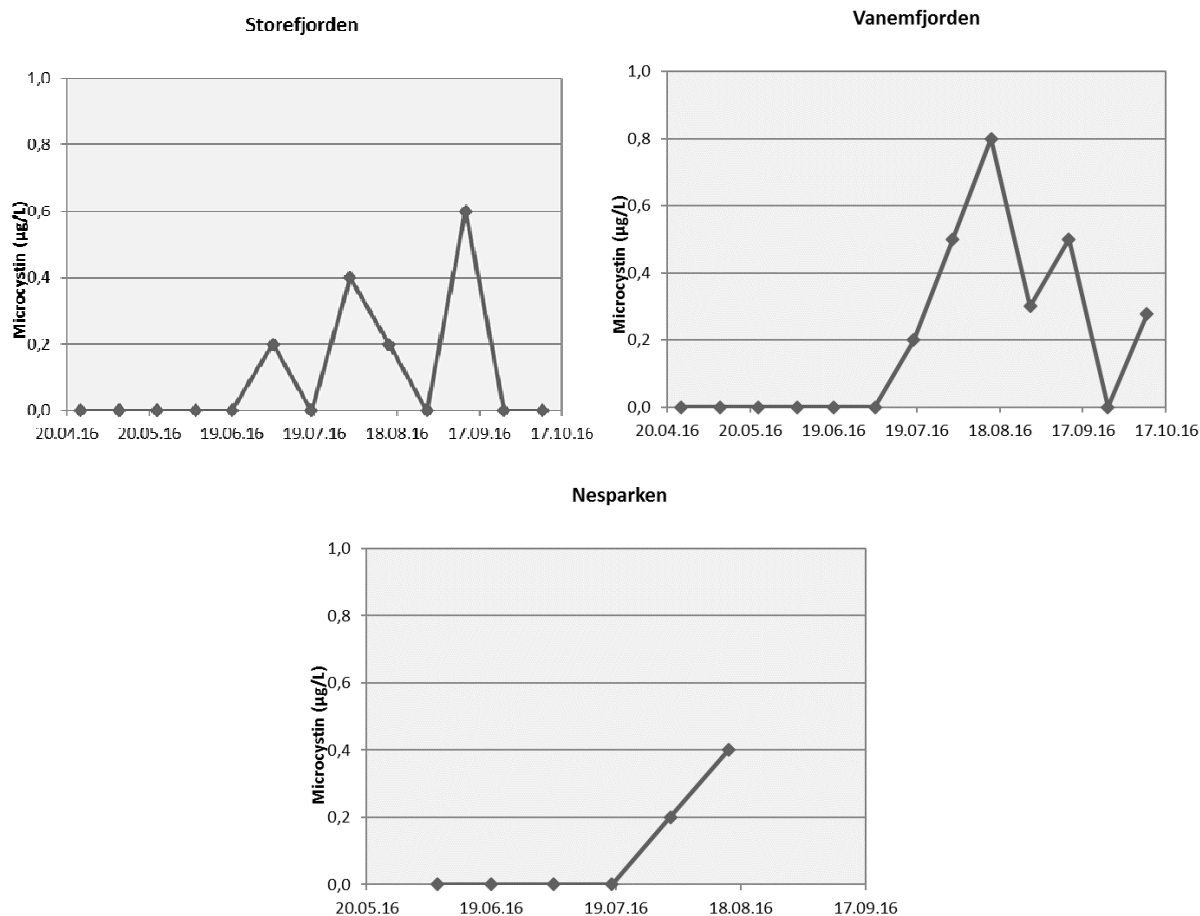 Storefjorden
1,0
0,8
0,6
0,4
0,2
0,0
Microcystin (µg/L)
20.04.16 20.05.16 19.06.16 19.07.16 18.08.16 17.09.16 17.10.16
Vanemfjorden
1,0
0,8
0,6
0,4
0,2
0,0
Microcystin (µg/L)
20.04.16 20.05.16 19.06.16 19.07.16 18.08.16 17.09.16 17.10.16
Nesparken
1,0
0,8
0,6
0,4
0,2
0,0
Microcystin (µg/L)
20.05.16 19.06.16 19.07.16 18.08.16 17.09.16